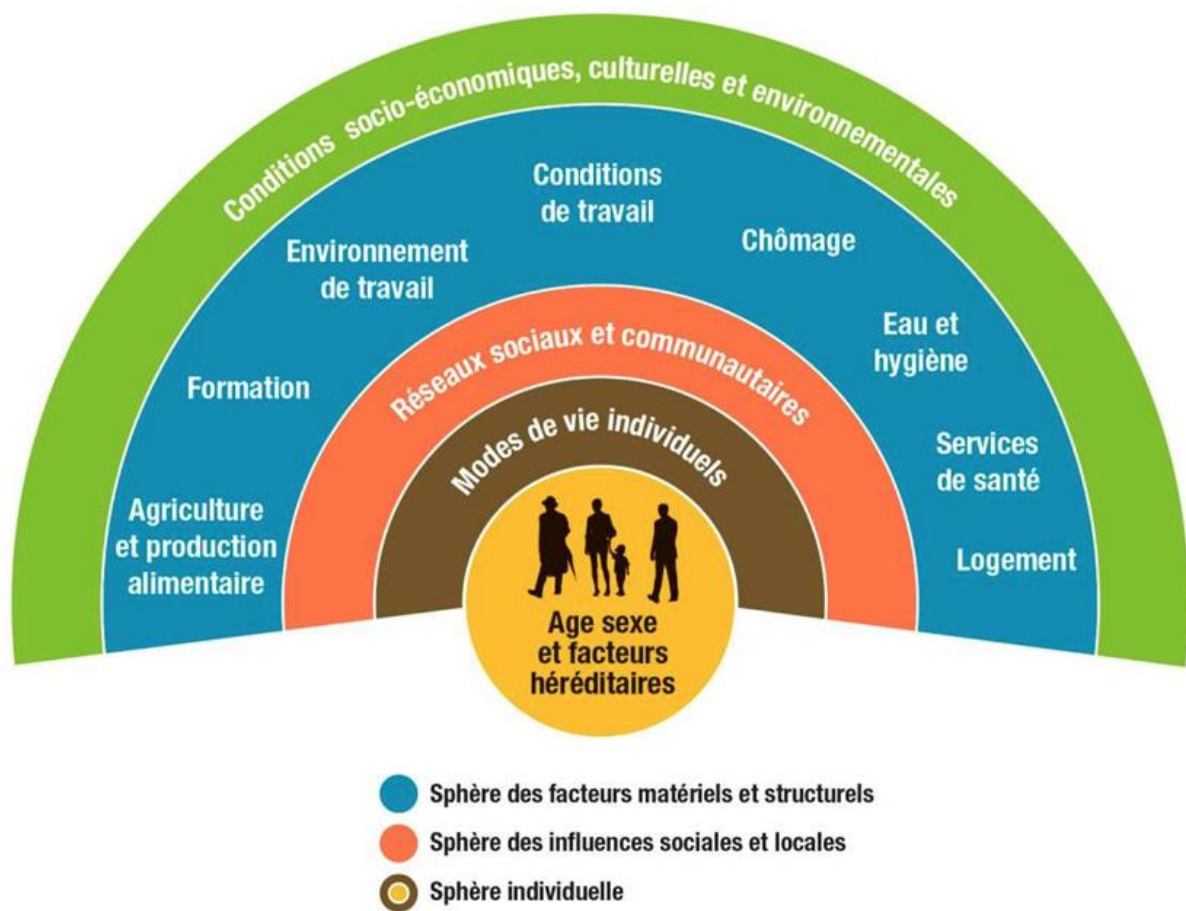 Conditions socio-économiques, culturelles et environnementales
Conditions
de travail
Environnement
de travail
Chômage
Eau et
hygiène
Formation
Réseaux sociaux et communautaires
Modes de vie individuels
Services
de santé
Agriculture
et production
alimentaire
Logement
Age sexe
et facteurs
héréditaires
Sphère des facteurs matériels et structurels
Sphère des influences sociales et locales
Sphère individuelle